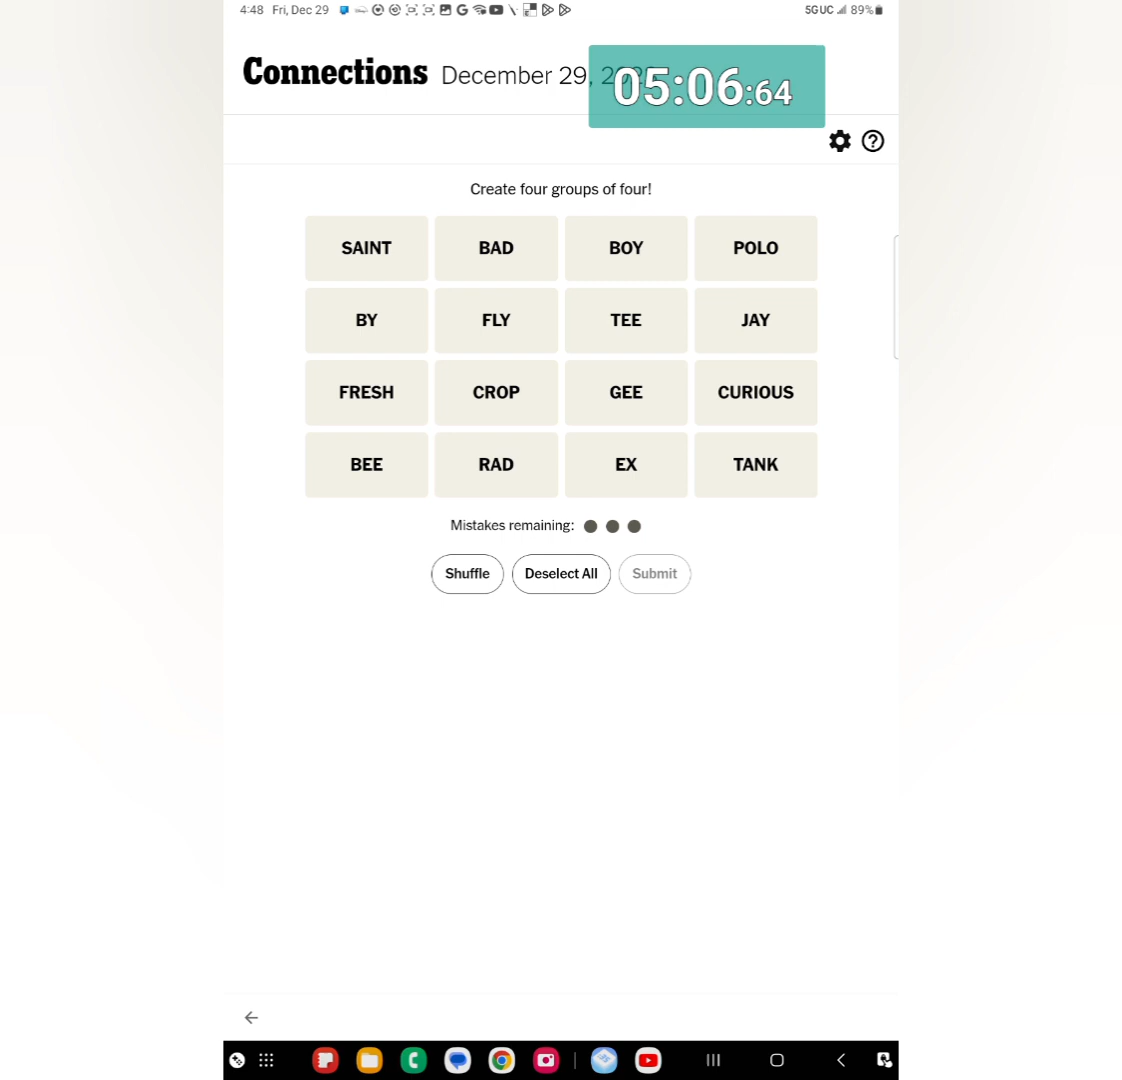 4:48 Fri, Dec 29
5G UC 89%
Connections December 29, 2023
05:06:64
Create four groups of four!
SAINT BAD BOY POLO
BY FLY TEE JAY
FRESH CROP GEE CURIOUS
BEE RAD EX TANK
Mistakes remaining:
Shuffle Deselect All Submit